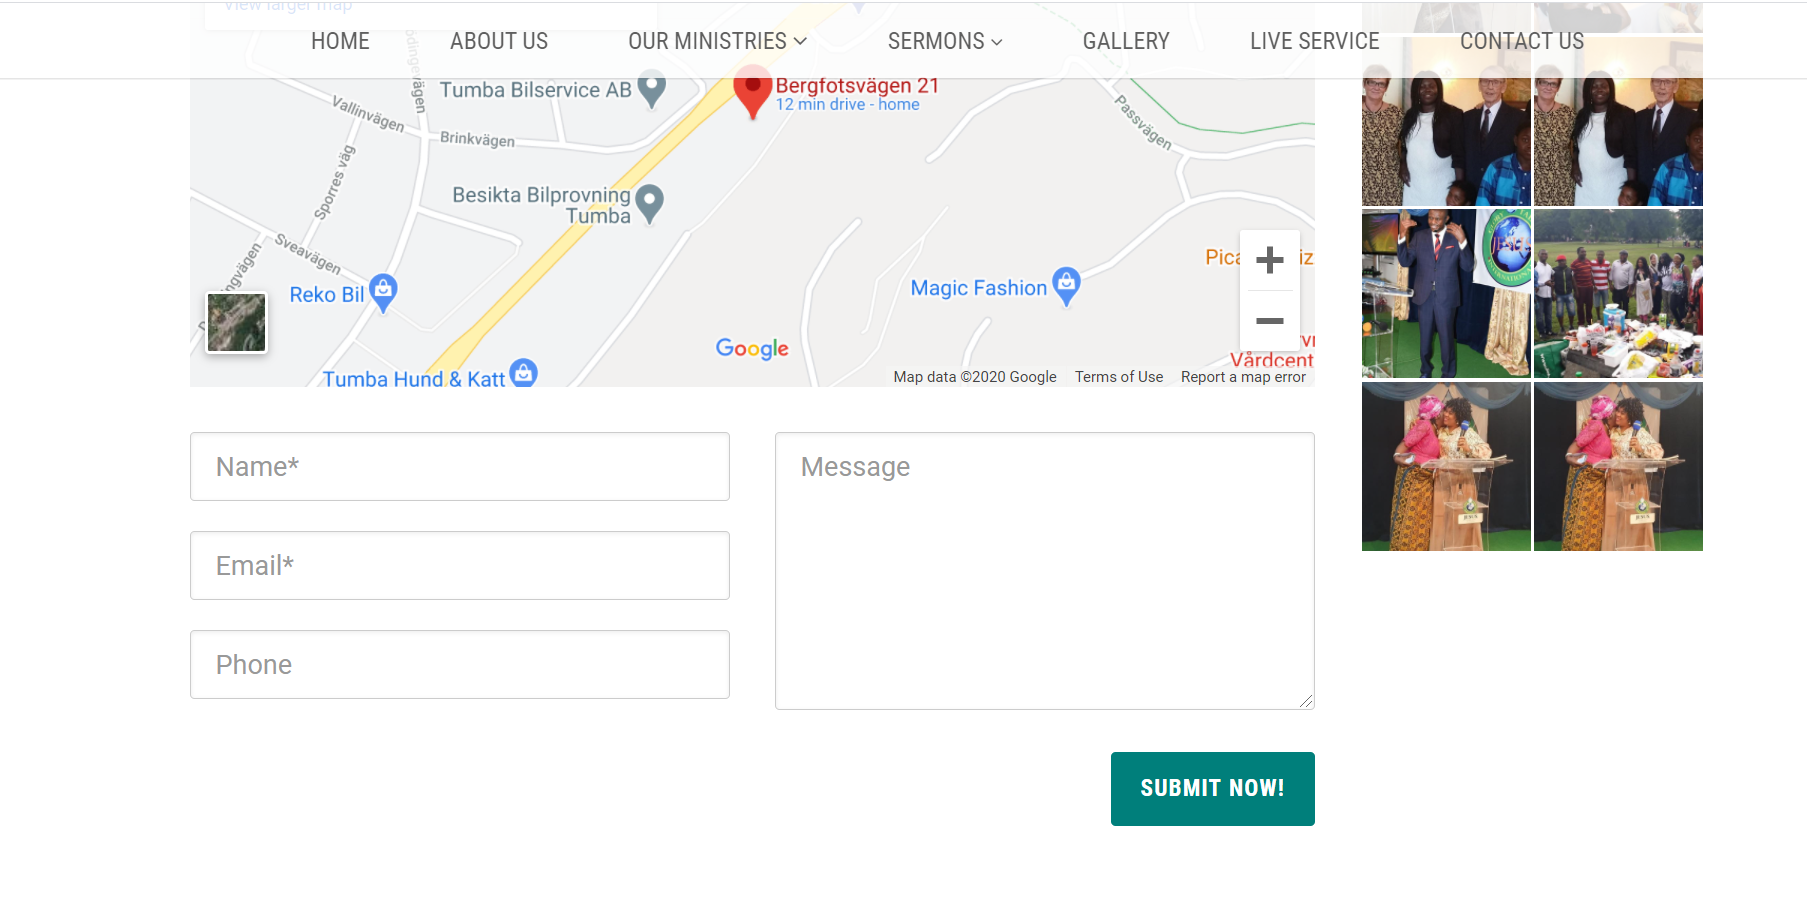 View larger map
HOME
ABOUT US
OUR MINISTRIES
SERMONS
GALLERY
LIVE SERVICE
CONTACT US
Tumba Bilservice AB
Bergfotsvägen 21
12 min drive - home
Vallinvägen
Brinkvägen
Passvägen
Sporres väg
Besikta Bilprovning
Tumba
Sveavägen
Reko Bil
Magic Fashion
Google
Vårdcent
Tumba Hund & Katt
Map data ©2020 Google
Terms of Use
Report a map error
Name*
Message
Email*
Phone
SUBMIT NOW!